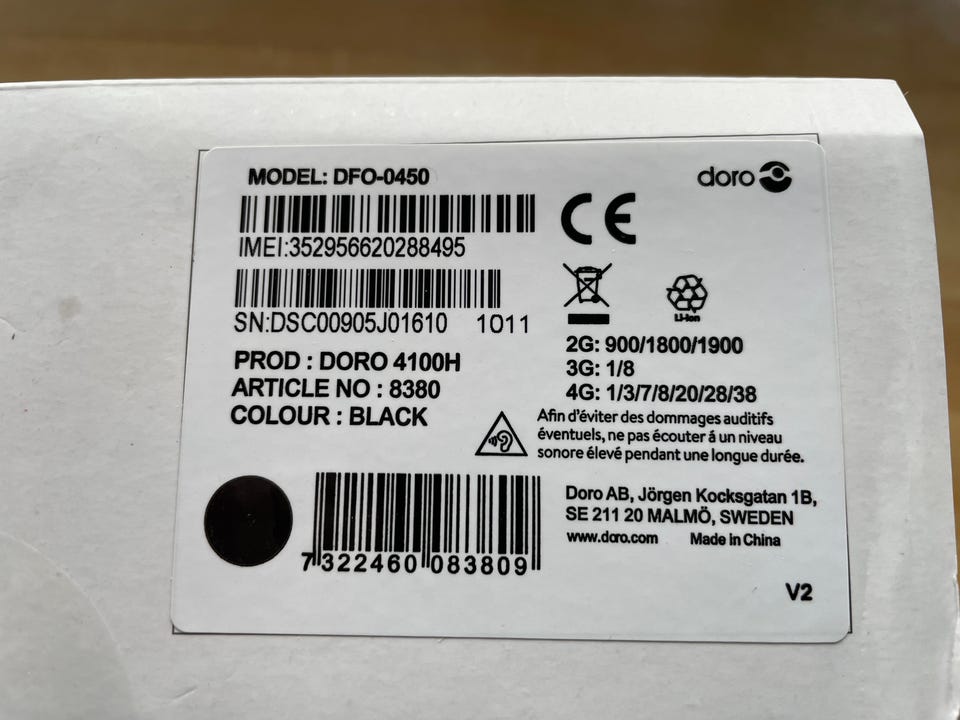 MODEL: DFO-0450
doro
CE
IMEI:352956620288495
SN:DSC00905J01610 1011
Li-Ion
PROD : DORO 4100H
ARTICLE NO : 8380
COLOUR : BLACK
2G: 900/1800/1900
3G: 1/8
4G: 1/3/7/8/20/28/38
Afin d'éviter des dommages auditifs
éventuels, ne pas écouter á un niveau
sonore élevé pendant une longue durée.
7 322460 083809
Doro AB, Jörgen Kocksgatan 1B,
SE 211 20 MALMÖ, SWEDEN
www.doro.com Made in China
V2